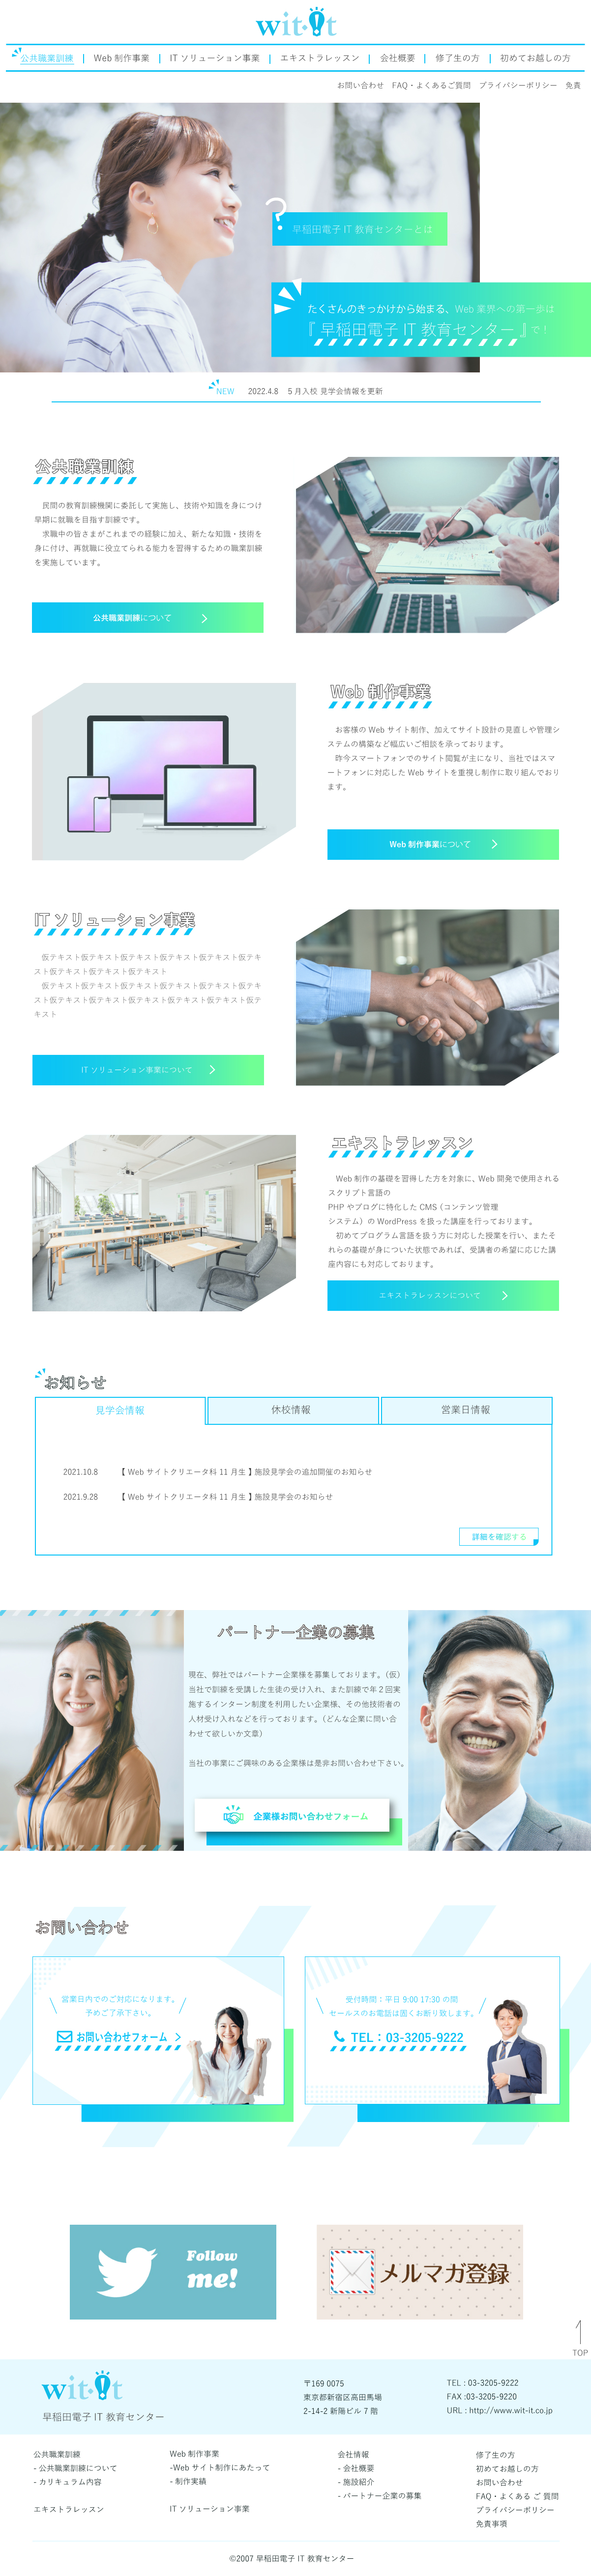 wit・it
公共職業訓練 | Web 制作事業 | IT ソリューション事業 | エキストラレッスン | 会社概要 | 修了生の方 | 初めてお越しの方
お問い合わせ FAQ・よくあるご質問 プライバシーポリシー 免責
? 早稲田電子 IT 教育センターとは
たくさんのきっかけから始まる、Web 業界への第一歩は
『 早稲田電子 IT 教育センター 』で！
NEW 2022.4.8 5 月入校 見学会情報を更新
公共職業訓練
民間の教育訓練機関に委託して実施し、技術や知識を身につけ
早期に就職を目指す訓練です。
求職中の皆さまがこれまでの経験に加え、新たな知識・技術を
身に付け、再就職に役立てられる能力を習得するための職業訓練
を実施しています。
公共職業訓練について
Web 制作事業
お客様の Web サイト制作、加えてサイト設計の見直しや管理シ
ステムの構築など幅広いご相談を承っております。
昨今スマートフォンでのサイト閲覧が主になり、当社ではスマ
ートフォンに対応した Web サイトを重視し制作に取り組んでおり
ます。
Web 制作事業について
IT ソリューション事業
仮テキスト仮テキスト仮テキスト仮テキスト仮テキスト仮テキ
スト仮テキスト仮テキスト仮テキスト
仮テキスト仮テキスト仮テキスト仮テキスト仮テキスト仮テキ
スト仮テキスト仮テキスト仮テキスト仮テキスト仮テキスト仮テ
キスト
IT ソリューション事業について
エキストラレッスン
Web 制作の基礎を習得した方を対象に、Web 開発で使用される
スクリプト言語の
PHP やブログに特化した CMS（コンテンツ管理
システム）の WordPress を扱った講座を行っております。
初めてプログラム言語を扱う方に対応した授業を行い、またそ
れらの基礎が身についた状態であれば、受講者の希望に応じた講
座内容にも対応しております。
エキストラレッスンについて
お知らせ
見学会情報 休校情報 営業日情報
2021.10.8 【 Web サイトクリエータ科 11 月生 】施設見学会の追加開催のお知らせ
2021.9.28 【 Web サイトクリエータ科 11 月生 】施設見学会のお知らせ
詳細を確認する
パートナー企業の募集
現在、弊社ではパートナー企業様を募集しております。（仮）
当社で訓練を受講した生徒の受け入れ、また訓練で年２回実
施するインターン制度を利用したい企業様、その他技術者の
人材受け入れなどを行っております。（どんな企業に問い合
わせて欲しいか文章）
当社の事業にご興味のある企業様は是非お問い合わせ下さい。
企業様お問い合わせフォーム
お問い合わせ
営業日内でのご対応になります。
予めご了承下さい。
お問い合わせフォーム
受付時間：平日 9:00 17:30 の間
セールスのお電話は固くお断り致します。
TEL：03-3205-9222
Follow
me!
メルマガ登録
TOP
wit・it
早稲田電子 IT 教育センター
〒169 0075
東京都新宿区高田馬場
2-14-2 新陽ビル 7 階
TEL : 03-3205-9222
FAX :03-3205-9220
URL : http://www.wit-it.co.jp
公共職業訓練
- 公共職業訓練について
- カリキュラム内容
エキストラレッスン
Web 制作事業
-Web サイト制作にあたって
- 制作実績
IT ソリューション事業
会社情報
- 会社概要
- 施設紹介
- パートナー企業の募集
修了生の方
初めてお越しの方
お問い合わせ
FAQ・よくある ご 質問
プライバシーポリシー
免責事項
©2007 早稲田電子 IT 教育センター